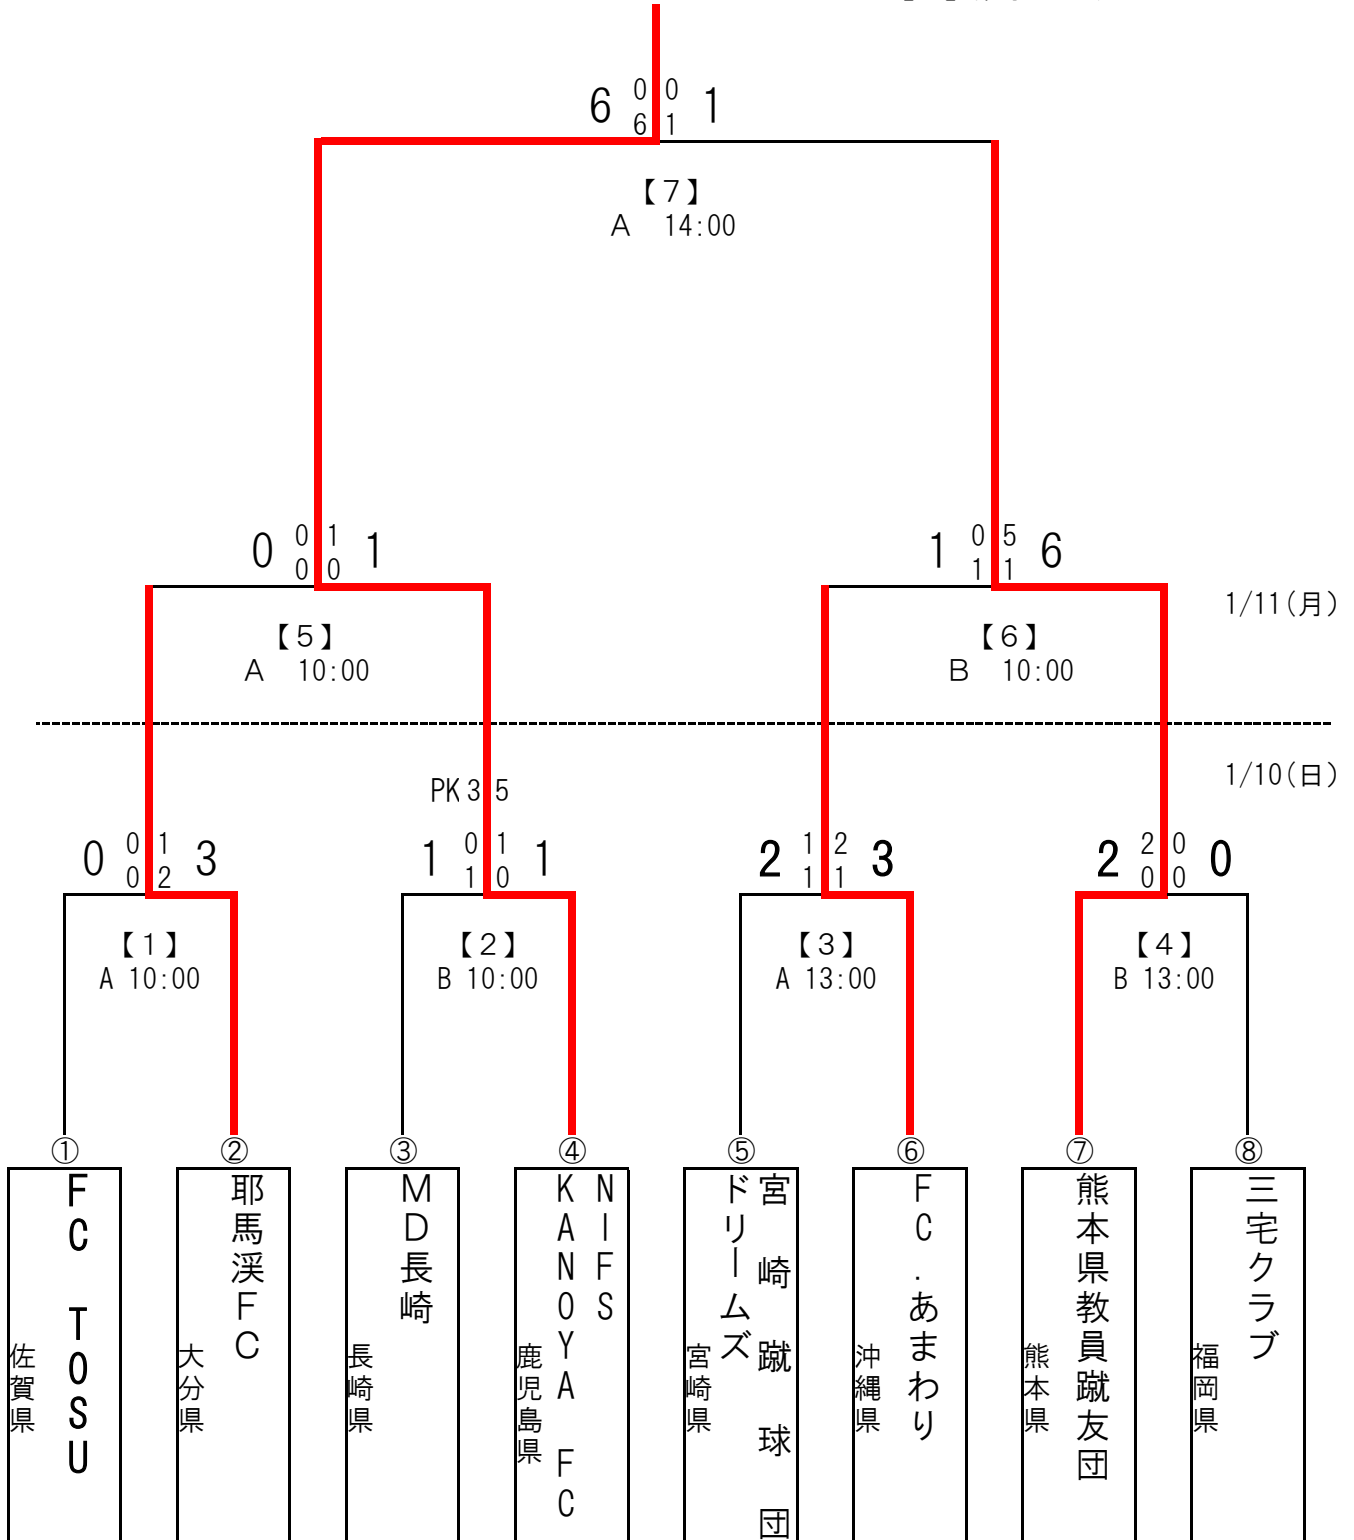 6 0 0 1
6 1
【7】
A 14:00
0 0 1 1
0 0
1 0 5 6
1 1
1/11(月)
【5】
A 10:00
【6】
B 10:00
1/10(日)
PK 3 5
0 0 1 3
0 2
1 0 1 1
1 0
2 1 2 3
1 1
2 2 0 0
0 0
【1】
A 10:00
【2】
B 10:00
【3】
A 13:00
【4】
B 13:00
①
FC TOSU
佐賀県
②
耶馬渓FC
大分県
③
MD長崎
長崎県
④
NIFS
KANOYA FC
鹿児島県
⑤
宮崎蹴球団
ドリームズ
宮崎県
⑥
FC.あまわり
沖縄県
⑦
熊本県教員蹴友団
熊本県
⑧
三宅クラブ
福岡県